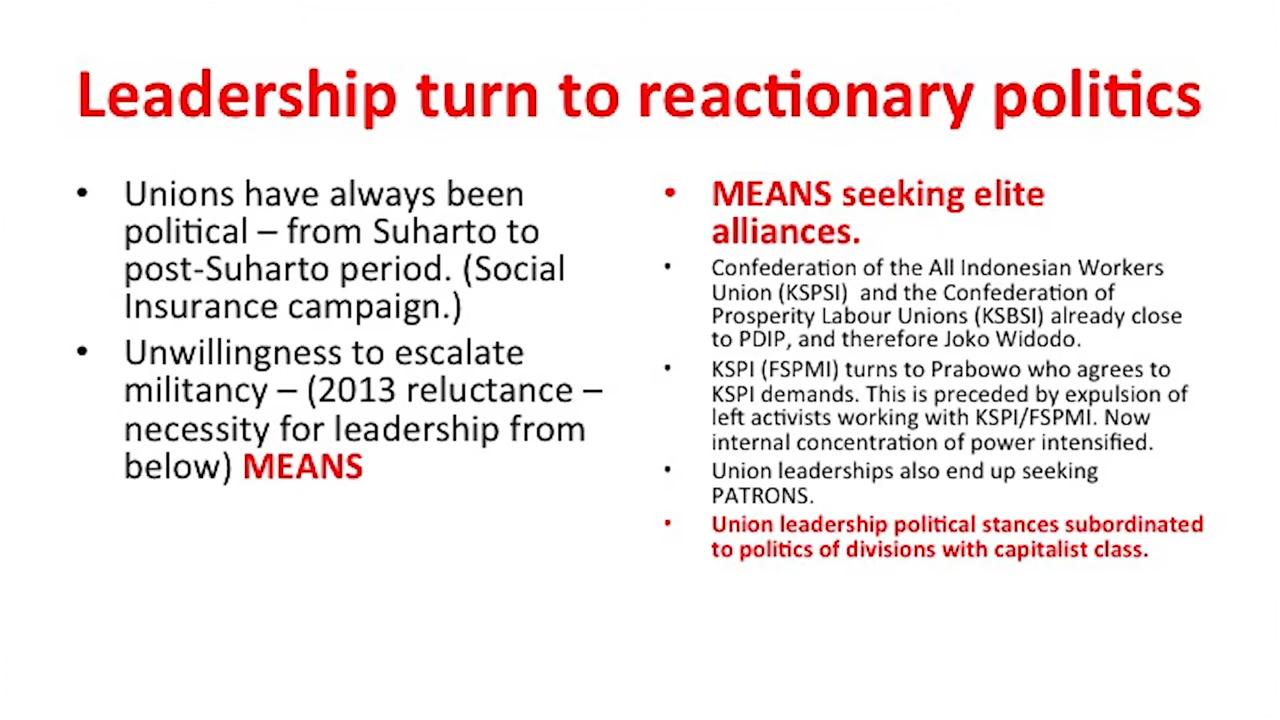 Leadership turn to reactionary politics
• Unions have always been
political – from Suharto to
post-Suharto period. (Social
Insurance campaign.)
• Unwillingness to escalate
militancy – (2013 reluctance –
necessity for leadership from
below) MEANS
• MEANS seeking elite
alliances.
• Confederation of the All Indonesian Workers
Union (KSPSI) and the Confederation of
Prosperity Labour Unions (KSBSI) already close
to PDIP, and therefore Joko Widodo.
• KSPI (FSPMI) turns to Prabowo who agrees to
KSPI demands. This is preceded by expulsion of
left activists working with KSPI/FSPMI. Now
internal concentration of power intensified.
• Union leaderships also end up seeking
PATRONS.
• Union leadership political stances subordinated
to politics of divisions with capitalist class.